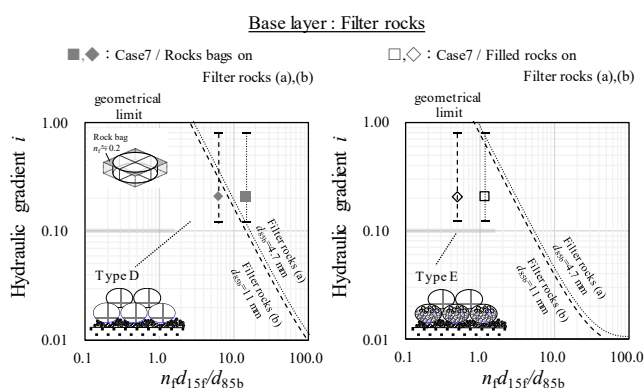 Base layer : Filter rocks
■,◆ : Case7 / Rocks bags on
Filter rocks (a),(b)
□,◇ : Case7 / Filled rocks on
Filter rocks (a),(b)
geometrical
limit
Hydraulic gradient i
1.00
0.10
0.01
Rock bag
nf≈0.2
Type D
Filter rocks (a)
d85b=4.7 mm
Filter rocks (b)
d85b=11 mm
0.1
1.0
10.0
100.0
nfd15f/d85b
geometrical
limit
Hydraulic gradient i
1.00
0.10
0.01
Type E
Filter rocks (a)
d85b=4.7 mm
Filter rocks (b)
d85b=11 mm
0.1
1.0
10.0
100.0
nfd15f/d85b